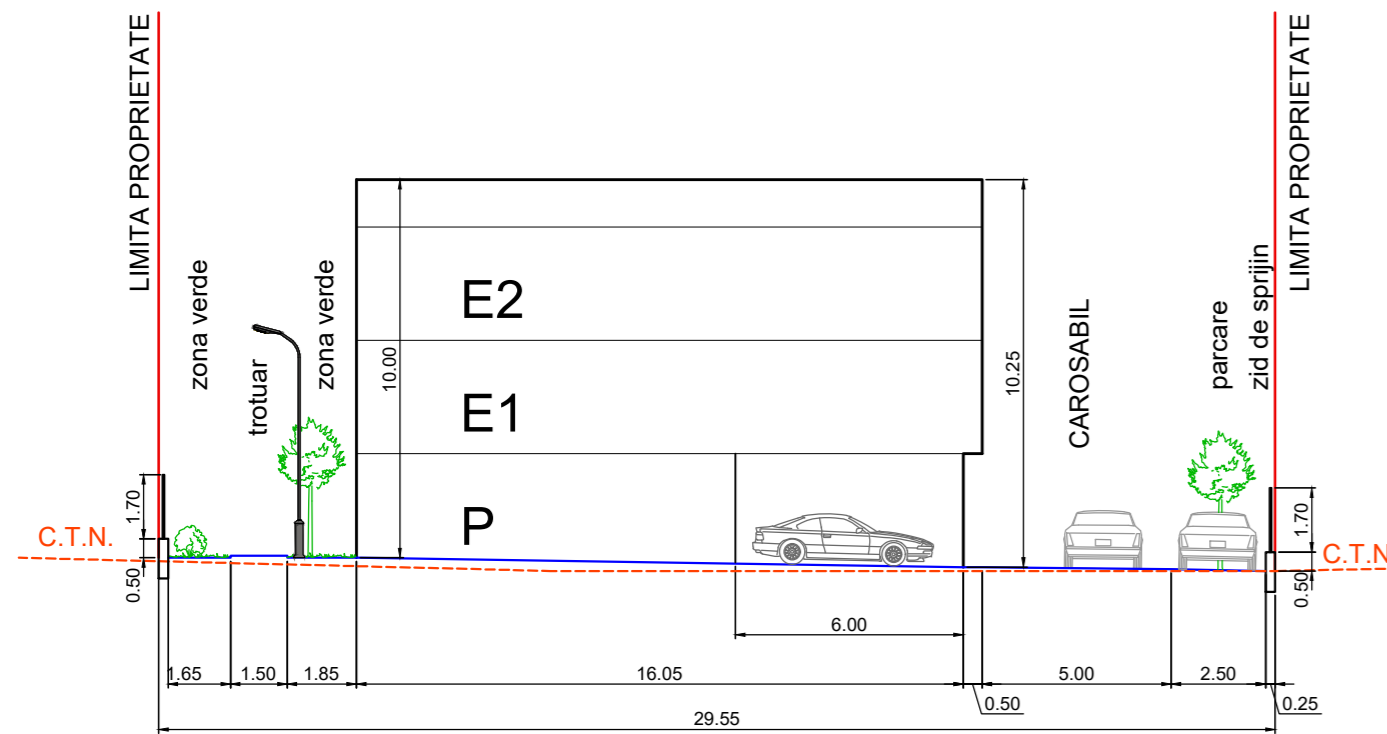 LIMITA PROPRIETATE
zona verde
trotuar
zona verde
E2
E1
P
10.00
10.25
CAROSABIL
parcare
zid de sprijin
LIMITA PROPRIETATE
C.T.N.
1.70
0.50
1.70
0.50
C.T.N
6.00
1.65
1.50
1.85
16.05
0.50
5.00
2.50
0.25
29.55